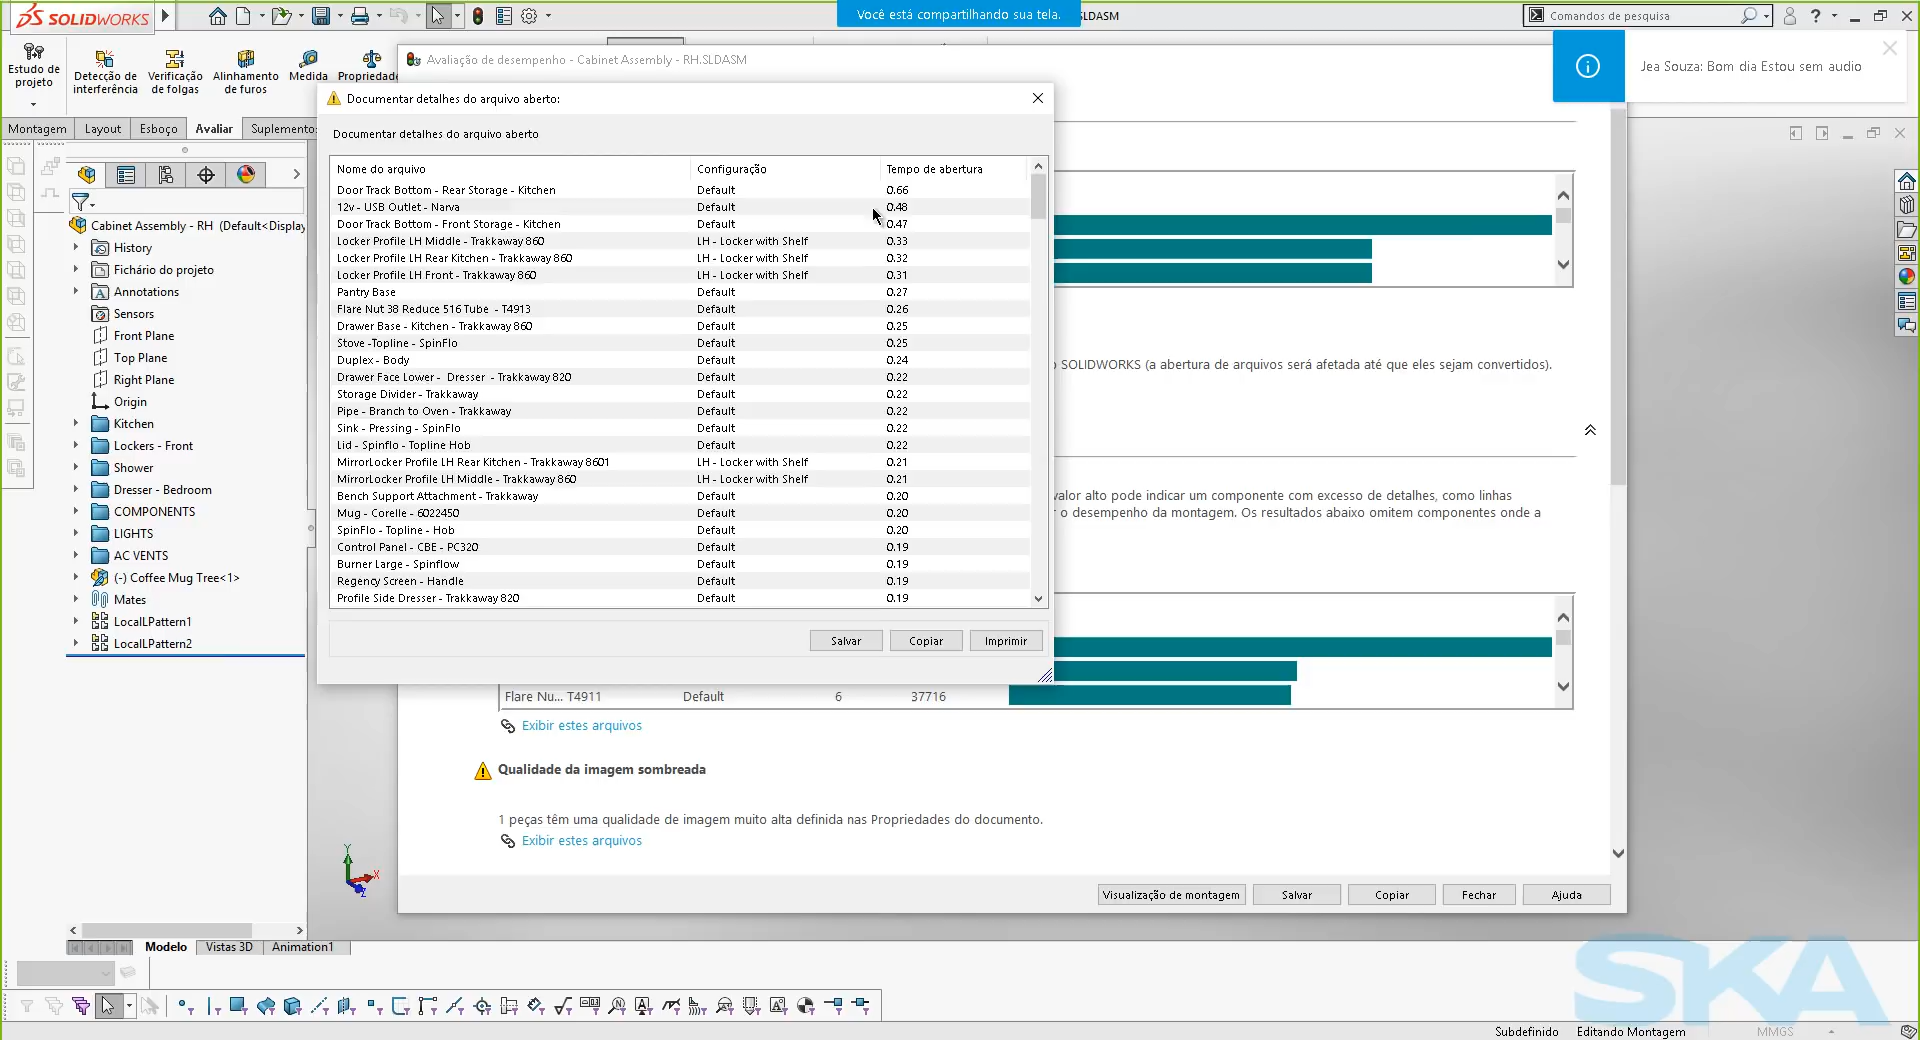 SOLIDWORKS
Você está compartilhando sua tela.
SLDASM
Comandos de pesquisa
Estudo de projeto
Detecção de interferência
Verificação de folgas
Alinhamento de furos
Medida
Propriedade
Avaliação de desempenho - Cabinet Assembly - RH.SLDASM
Jea Souza: Bom dia Estou sem audio
Montagem
Layout
Esboço
Avaliar
Suplemento
Documentar detalhes do arquivo aberto:
Documentar detalhes do arquivo aberto
Nome do arquivo Configuração Tempo de abertura
Door Track Bottom - Rear Storage - Kitchen Default 0.66
12v - USB Outlet - Narva Default 0.48
Door Track Bottom - Front Storage - Kitchen Default 0.47
Locker Profile LH Middle - Trakkaway 860 LH - Locker with Shelf 0.33
Locker Profile LH Rear Kitchen - Trakkaway 860 LH - Locker with Shelf 0.32
Locker Profile LH Front - Trakkaway 860 LH - Locker with Shelf 0.31
Pantry Base Default 0.27
Flare Nut 38 Reduce 516 Tube - T4913 Default 0.26
Drawer Base - Kitchen - Trakkaway 860 Default 0.25
Stove -Topline - SpinFlo Default 0.25
Duplex - Body Default 0.24
Drawer Face Lower - Dresser - Trakkaway 820 Default 0.22
Storage Divider - Trakkaway Default 0.22
Pipe - Branch to Oven - Trakkaway Default 0.22
Sink - Pressing - SpinFlo Default 0.22
Lid - Spinflo - Topline Hob Default 0.22
MirrorLocker Profile LH Rear Kitchen - Trakkaway 8601 LH - Locker with Shelf 0.21
MirrorLocker Profile LH Middle - Trakkaway 860 LH - Locker with Shelf 0.21
Bench Support Attachment - Trakkaway Default 0.20
Mug - Corelle - 6022450 Default 0.20
SpinFlo - Topline - Hob Default 0.20
Control Panel - CBE - PC320 Default 0.19
Burner Large - Spinflow Default 0.19
Regency Screen - Handle Default 0.19
Profile Side Dresser - Trakkaway 820 Default 0.19
Salvar
Copiar
Imprimir
Cabinet Assembly - RH (Default<Display
History
Fichário do projeto
Annotations
Sensors
Front Plane
Top Plane
Right Plane
Origin
Kitchen
Lockers - Front
Shower
Dresser - Bedroom
COMPONENTS
LIGHTS
AC VENTS
(-) Coffee Mug Tree<1>
Mates
LocalLPattern1
LocalLPattern2
SOLIDWORKS (a abertura de arquivos será afetada até que eles sejam convertidos).
valor alto pode indicar um componente com excesso de detalhes, como linhas
o desempenho da montagem. Os resultados abaixo omitem componentes onde a
Flare Nu... T4911 Default 6 37716
Exibir estes arquivos
Qualidade da imagem sombreada
1 peças têm uma qualidade de imagem muito alta definida nas Propriedades do documento.
Exibir estes arquivos
Visualização de montagem
Salvar
Copiar
Fechar
Ajuda
Y
X
Z
Modelo
Vistas 3D
Animation1
SKA
Subdefinido
Editando Montagem
MMGS